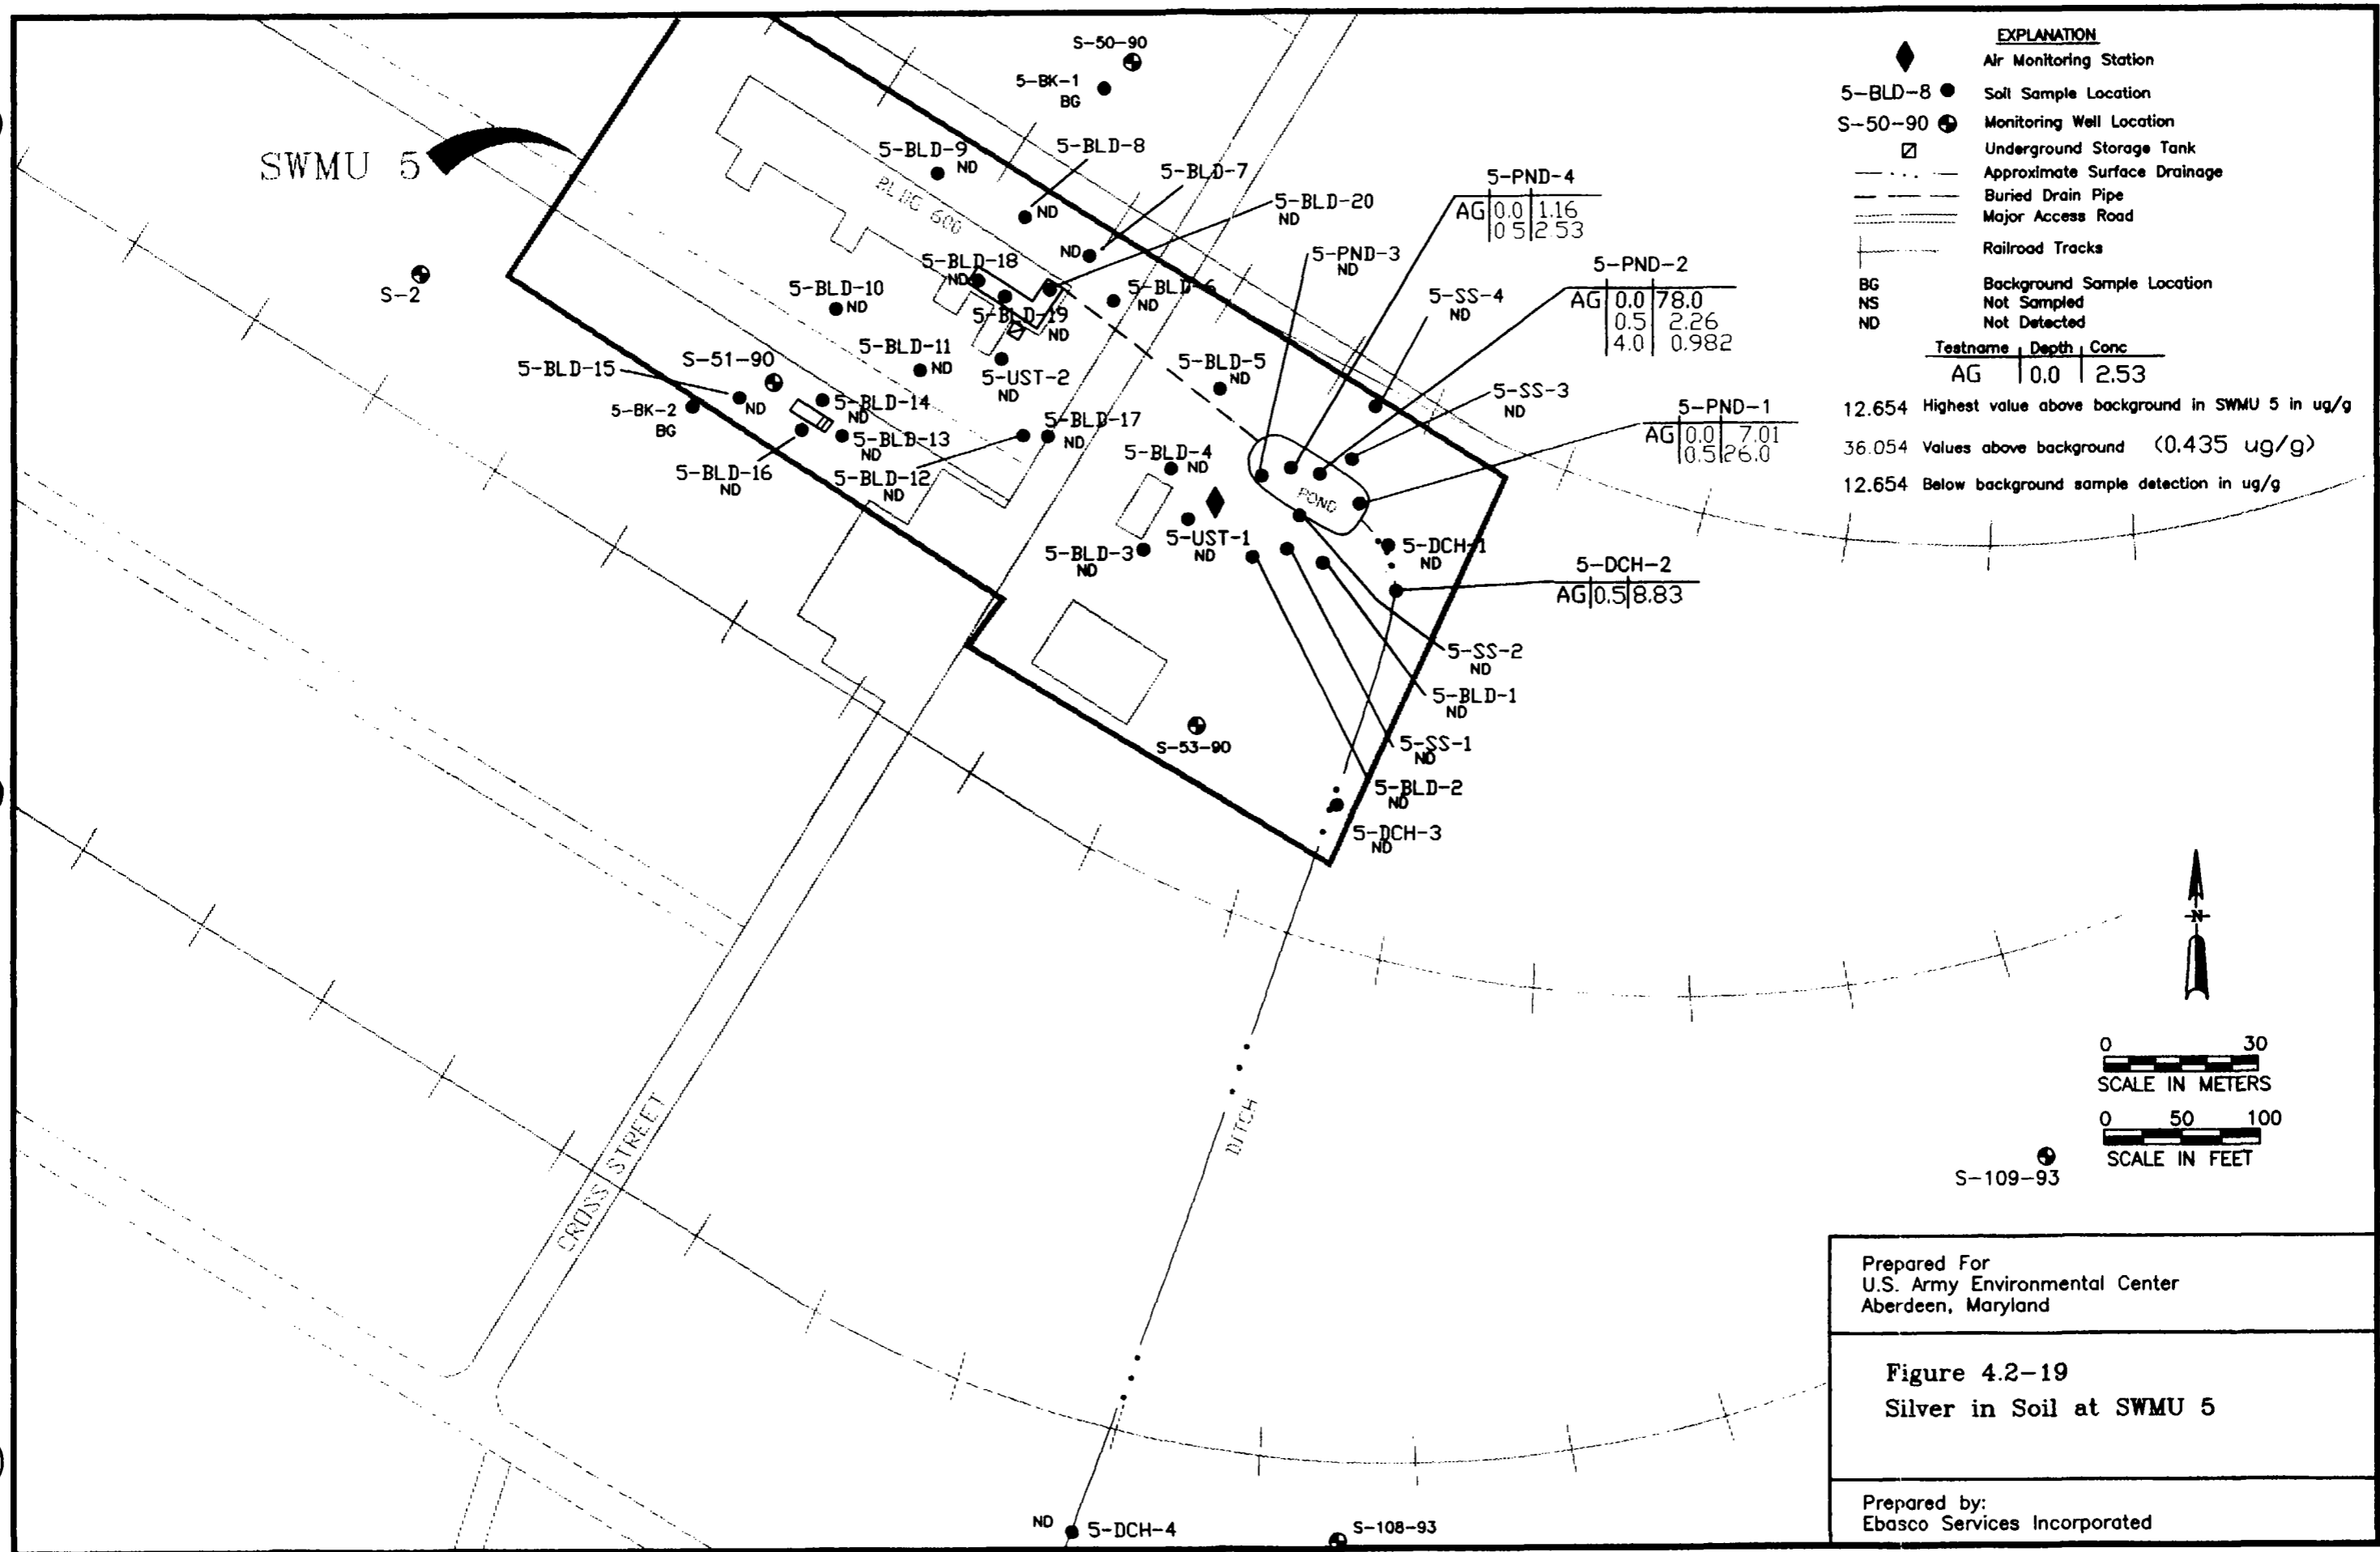 EXPLANATION
Air Monitoring Station
5-BLD-8 Soil Sample Location
S-50-90 Monitoring Well Location
Underground Storage Tank
Approximate Surface Drainage
Buried Drain Pipe
Major Access Road
Railroad Tracks
BG Background Sample Location
NS Not Sampled
ND Not Detected
Testname Depth Conc
AG 0.0 2.53
12.654 Highest value above background in SWMU 5 in ug/g
36.054 Values above background (0.435 ug/g)
12.654 Below background sample detection in ug/g
S-50-90
5-BK-1
BG
SWMU 5
5-BLD-9
ND
5-BLD-8
ND
BLDG 600
5-BLD-7
ND
5-BLD-20
ND
5-PND-4
AG 0.0 1.16
0.5 2.53
5-PND-3
ND
5-PND-2
AG 0.0 78.0
0.5 2.26
4.0 0.982
5-BLD-18
ND
S-2
5-BLD-10
ND
5-BLD-6
ND
5-SS-4
ND
5-BLD-19
ND
5-BLD-11
ND
5-BLD-5
ND
S-51-90
5-BLD-15
ND
5-UST-2
ND
5-SS-3
ND
5-PND-1
AG 0.0 7.01
0.5 26.0
5-BK-2
BG
5-BLD-14
ND
5-BLD-17
ND
5-BLD-13
ND
5-BLD-4
ND
5-BLD-16
ND
5-BLD-12
ND
POND
5-UST-1
ND
5-BLD-3
ND
5-DCH-1
ND
5-DCH-2
AG 0.5 8.83
5-SS-2
ND
5-BLD-1
ND
S-53-90
5-SS-1
ND
5-BLD-2
ND
5-DCH-3
ND
N
0 30
SCALE IN METERS
0 50 100
SCALE IN FEET
CROSS STREET
DITCH
S-109-93
Prepared For
U.S. Army Environmental Center
Aberdeen, Maryland
Figure 4.2-19
Silver in Soil at SWMU 5
Prepared by:
Ebasco Services Incorporated
ND 5-DCH-4
S-108-93